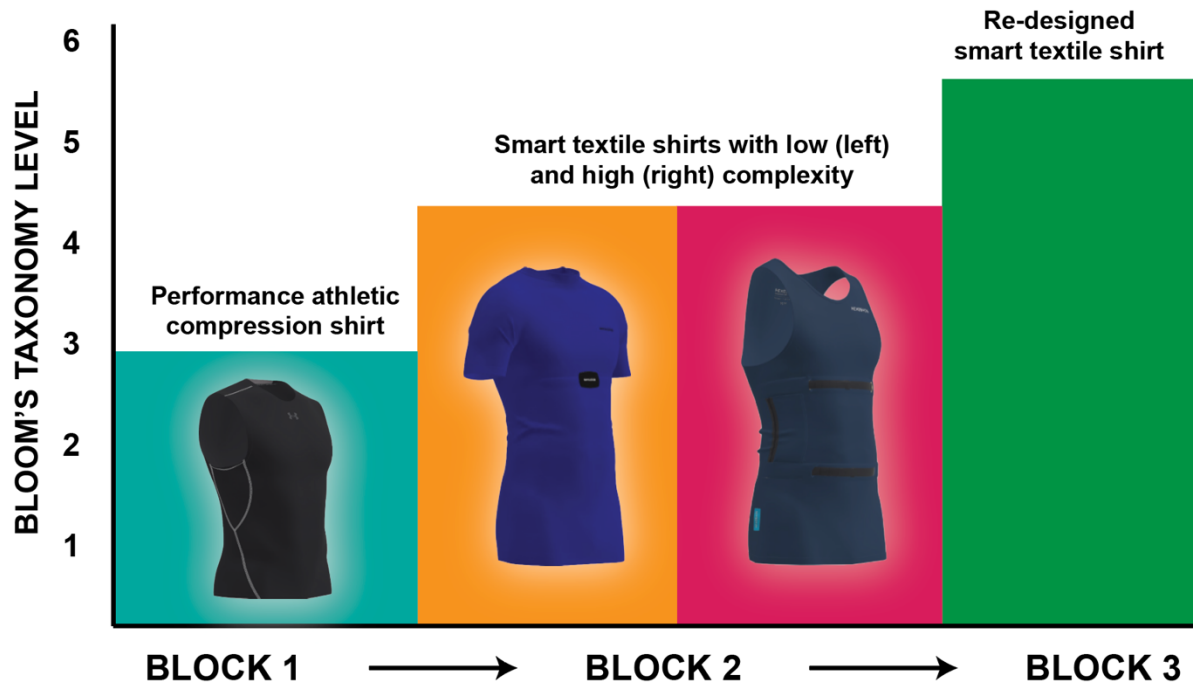 Re-designed
smart textile shirt
Smart textile shirts with low (left)
and high (right) complexity
Performance athletic
compression shirt
BLOOM'S TAXONOMY LEVEL
6
5
4
3
2
1
BLOCK 1
BLOCK 2
BLOCK 3